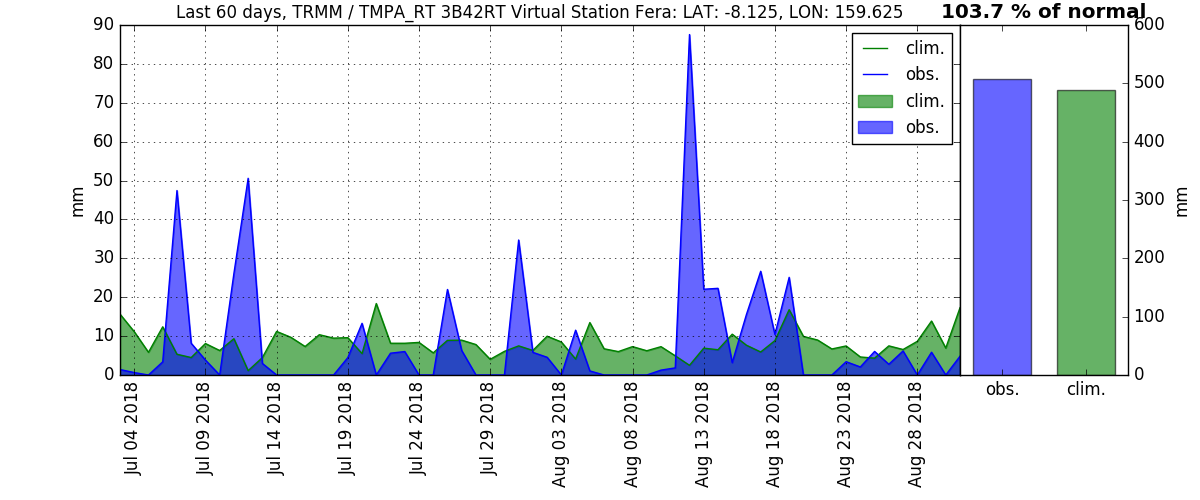 Last 60 days, TRMM / TMPA_RT 3B42RT Virtual Station Fera: LAT: -8.125, LON: 159.625
103.7 % of normal
90
80
70
60
50
40
30
20
10
0
mm
clim.
obs.
clim.
obs.
Jul 04 2018
Jul 09 2018
Jul 14 2018
Jul 19 2018
Jul 24 2018
Jul 29 2018
Aug 03 2018
Aug 08 2018
Aug 13 2018
Aug 18 2018
Aug 23 2018
Aug 28 2018
600
500
400
300
200
100
0
mm
obs.
clim.